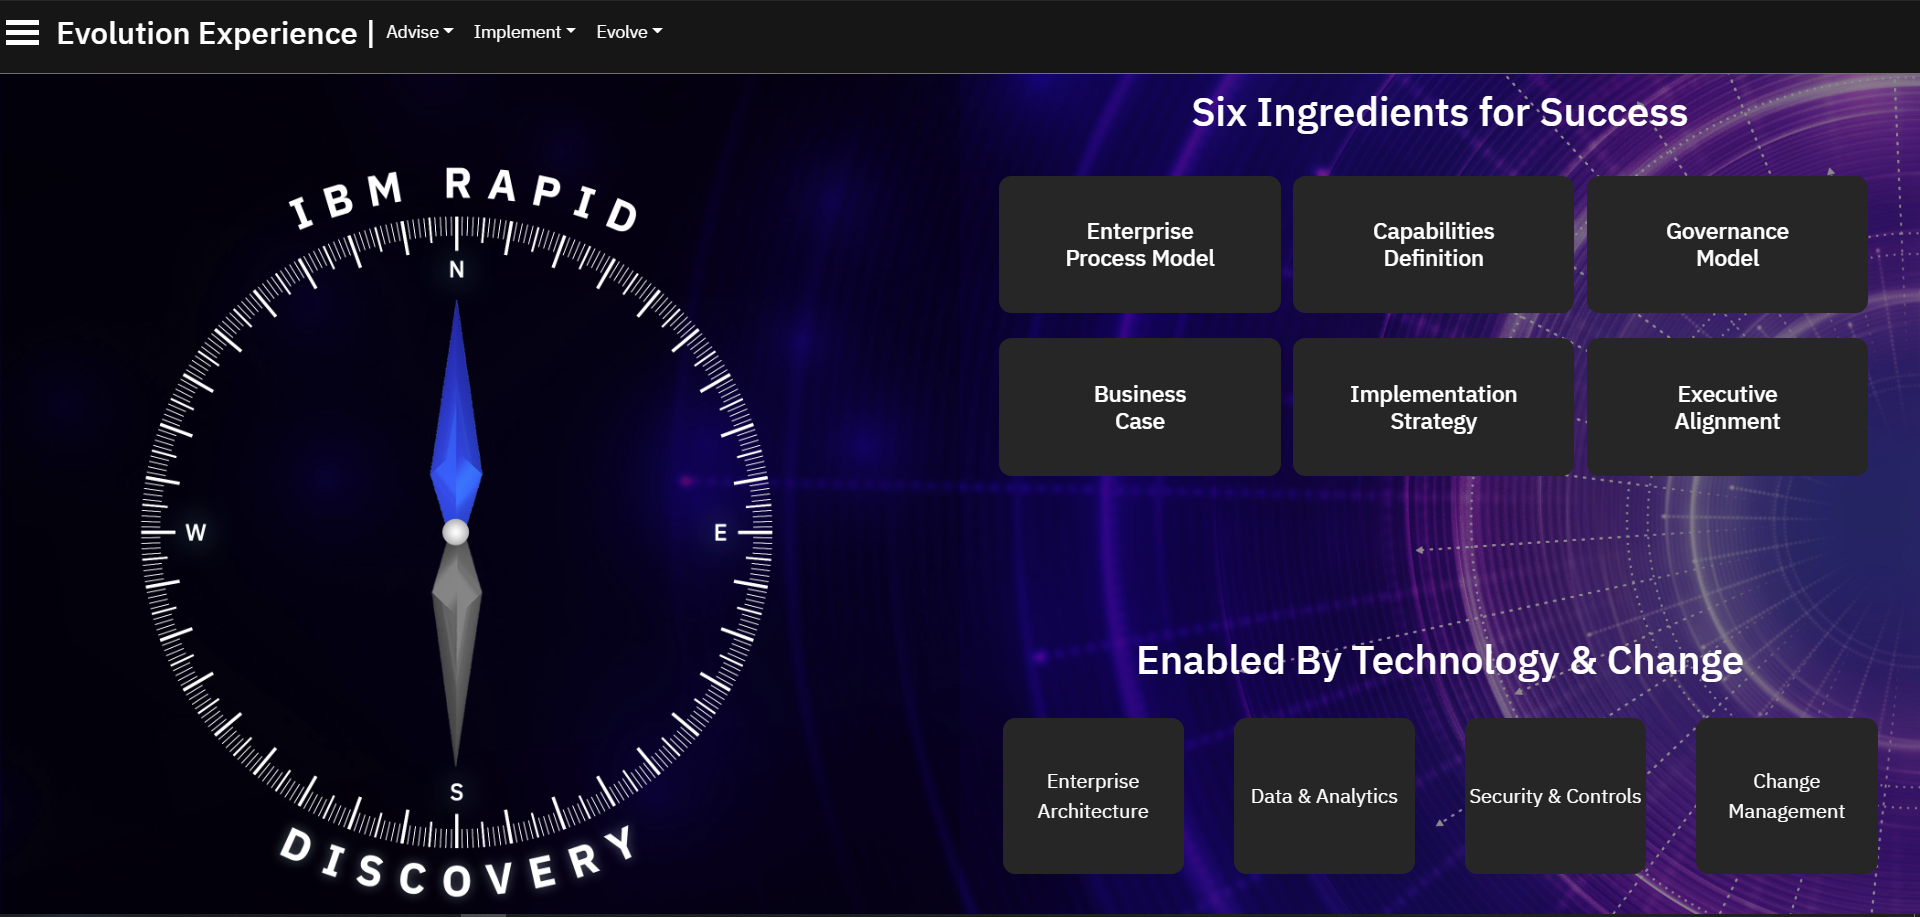 Evolution Experience | Advise Implement Evolve
IBM RAPID
N
W
E
S
DISCOVERY
Six Ingredients for Success
Enterprise
Process Model
Capabilities
Definition
Governance
Model
Business
Case
Implementation
Strategy
Executive
Alignment
Enabled By Technology & Change
Enterprise
Architecture
Data & Analytics
Security & Controls
Change
Management